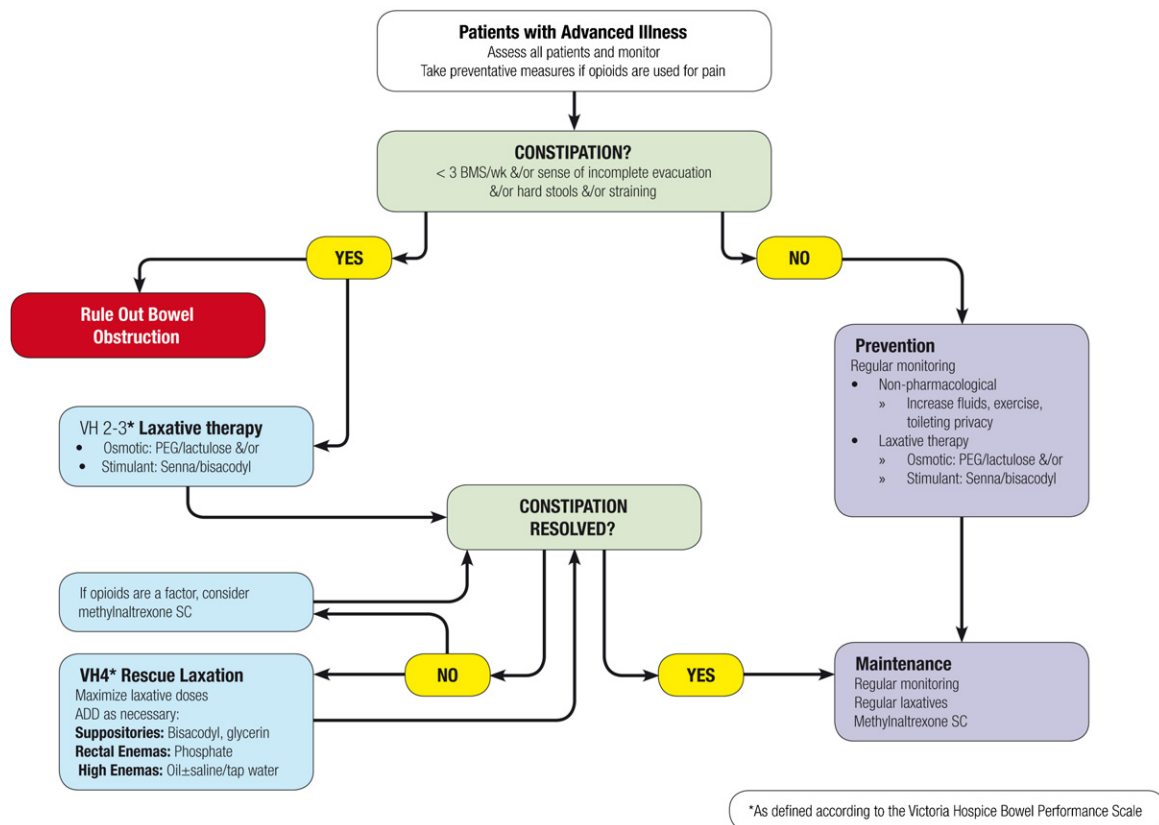 Patients with Advanced Illness
Assess all patients and monitor
Take preventative measures if opioids are used for pain
CONSTIPATION?
< 3 BMS/wk &/or sense of incomplete evacuation
&/or hard stools &/or straining
YES
NO
Rule Out Bowel
Obstruction
Prevention
Regular monitoring
• Non-pharmacological
» Increase fluids, exercise,
toileting privacy
• Laxative therapy
» Osmotic: PEG/lactulose &/or
» Stimulant: Senna/bisacodyl
VH 2-3* Laxative therapy
• Osmotic: PEG/lactulose &/or
• Stimulant: Senna/bisacodyl
CONSTIPATION
RESOLVED?
If opioids are a factor, consider
methylnaltrexone SC
NO
YES
VH4* Rescue Laxation
Maximize laxative doses
ADD as necessary:
Suppositories: Bisacodyl, glycerin
Rectal Enemas: Phosphate
High Enemas: Oil±saline/tap water
Maintenance
Regular monitoring
Regular laxatives
Methylnaltrexone SC
*As defined according to the Victoria Hospice Bowel Performance Scale